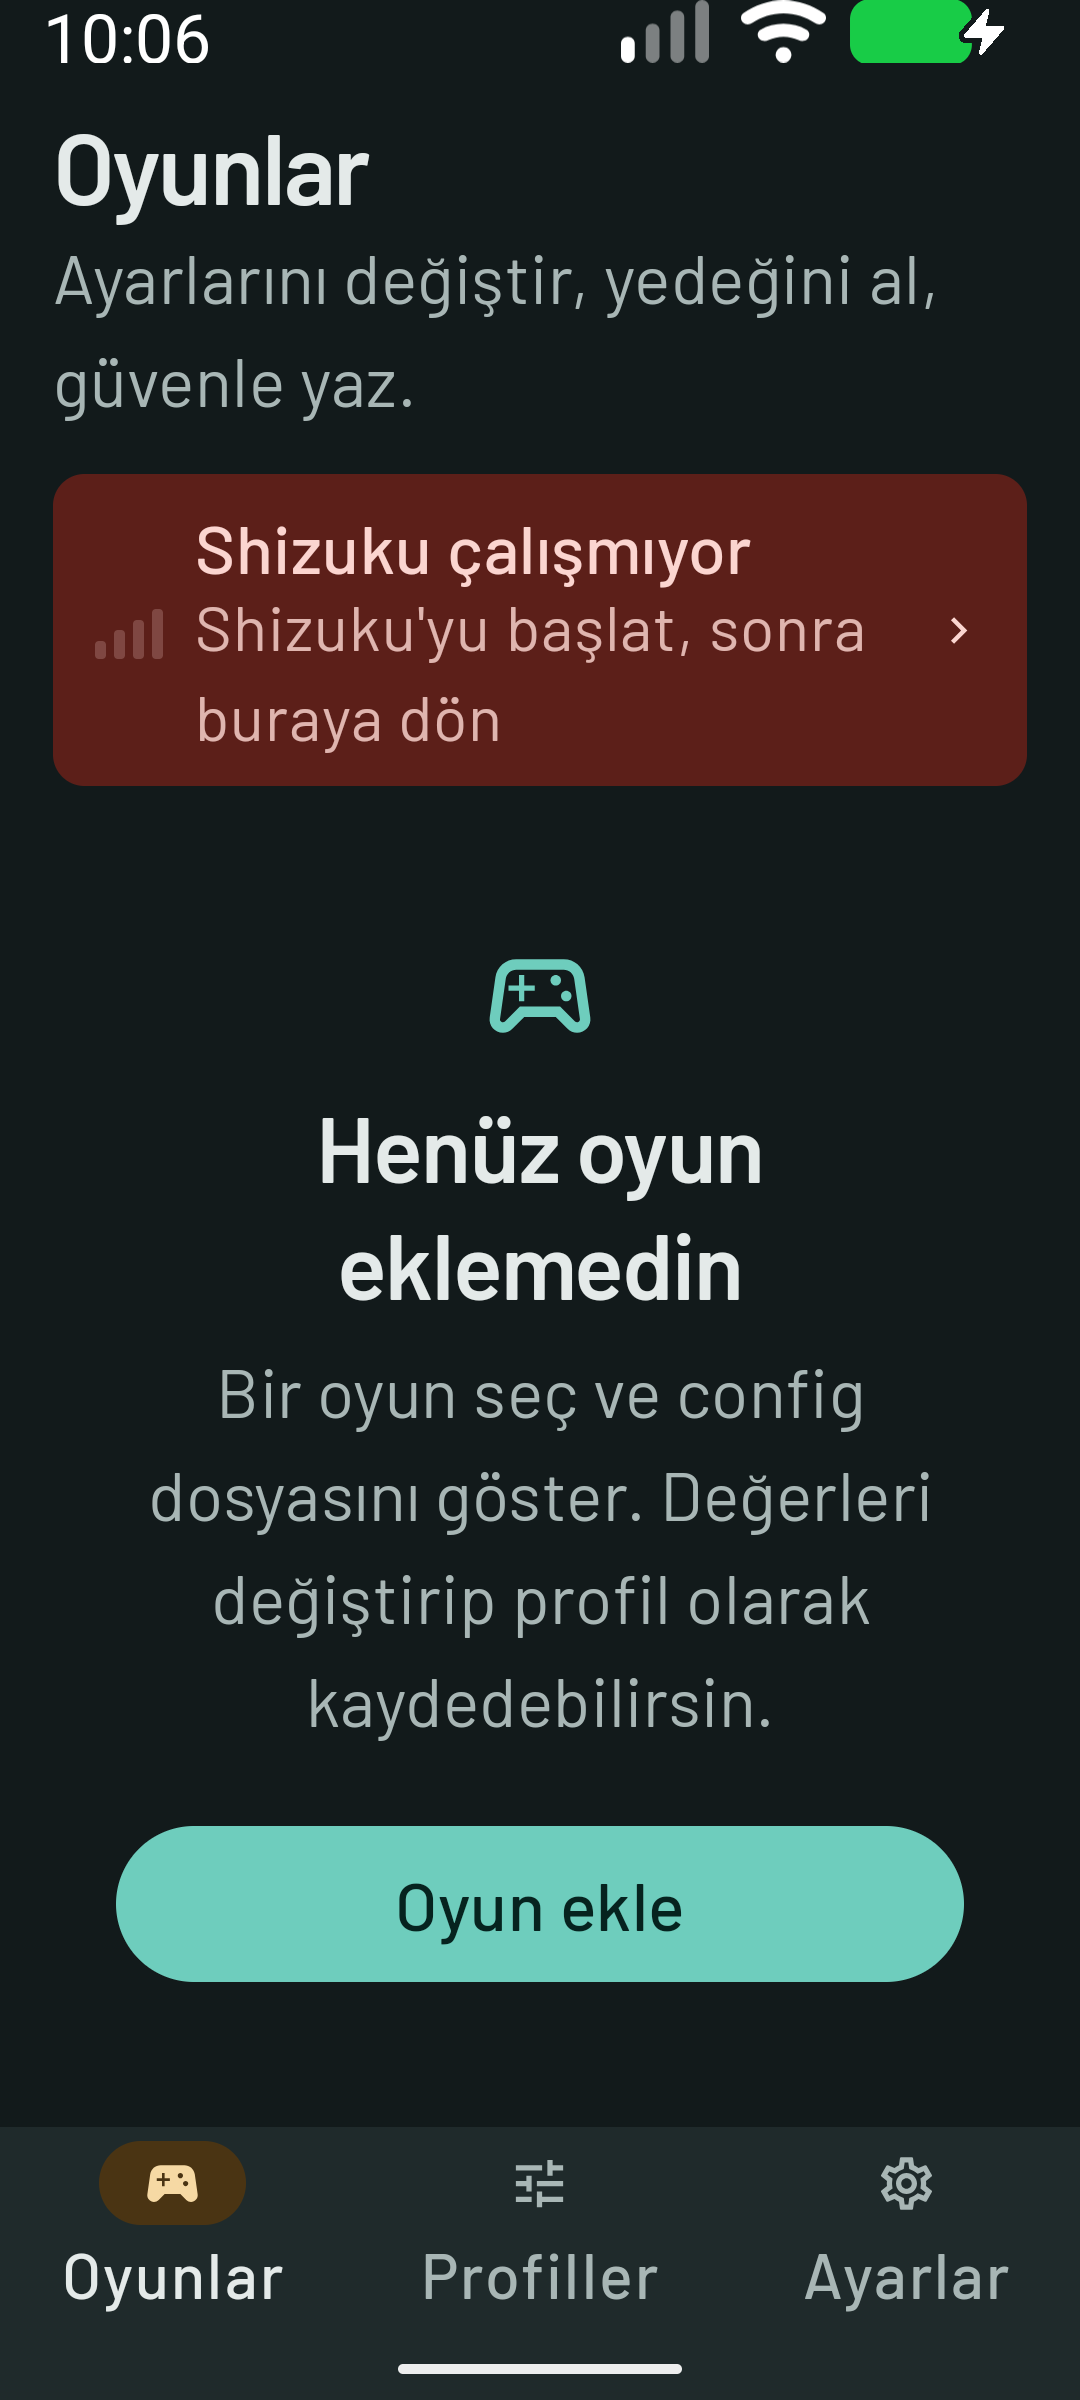 10:06
Oyunlar
Ayarlarını değiştir, yedeğini al,
güvenle yaz.
Shizuku çalışmıyor
Shizuku'yu başlat, sonra
buraya dön
Henüz oyun
eklemedin
Bir oyun seç ve config
dosyasını göster. Değerleri
değiştirip profil olarak
kaydedebilirsin.
Oyun ekle
Oyunlar
Profiller
Ayarlar